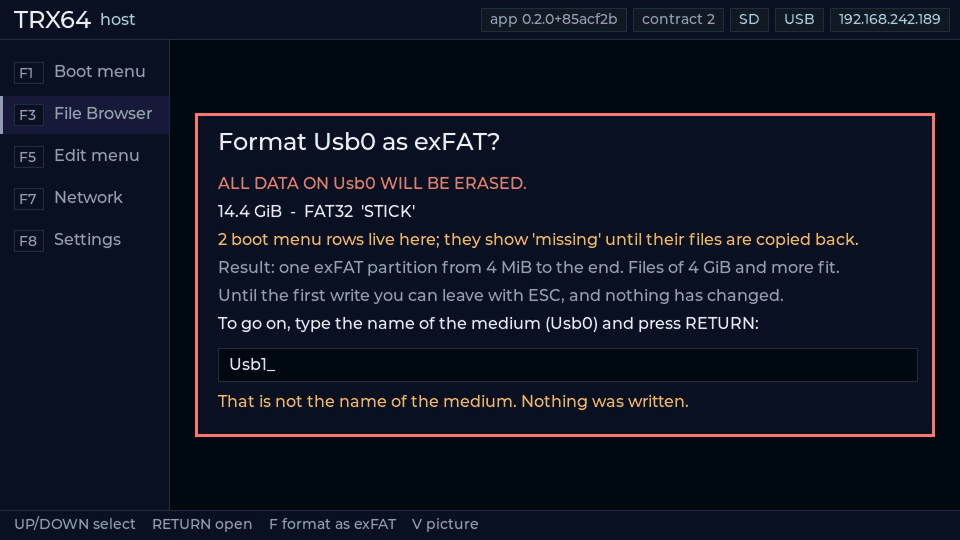 TRX64 host
app 0.2.0+85acf2b
contract 2
SD
USB
192.168.242.189
F1 Boot menu
F3 File Browser
F5 Edit menu
F7 Network
F8 Settings
Format Usb0 as exFAT?
ALL DATA ON Usb0 WILL BE ERASED.
14.4 GiB - FAT32 'STICK'
2 boot menu rows live here; they show 'missing' until their files are copied back.
Result: one exFAT partition from 4 MiB to the end. Files of 4 GiB and more fit.
Until the first write you can leave with ESC, and nothing has changed.
To go on, type the name of the medium (Usb0) and press RETURN:
Usb1_
That is not the name of the medium. Nothing was written.
UP/DOWN select RETURN open F format as exFAT V picture